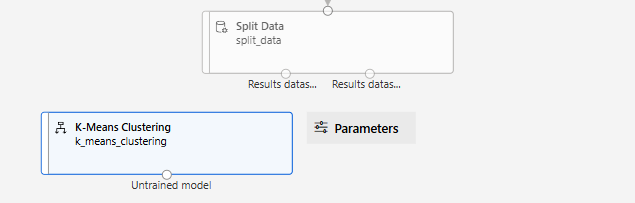 Split Data
split_data
Results datas... Results datas...
K-Means Clustering
k_means_clustering
Parameters
Untrained model